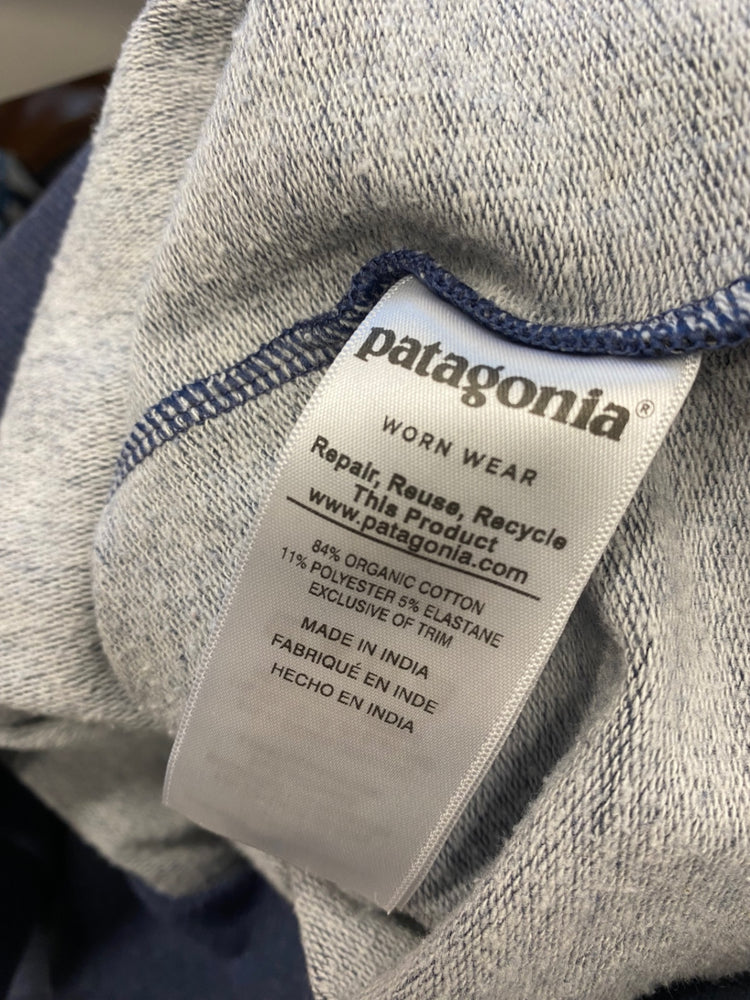 patagonia®
WORN WEAR
Repair, Reuse, Recycle
This Product
www.patagonia.com
84% ORGANIC COTTON
11% POLYESTER 5% ELASTANE
EXCLUSIVE OF TRIM
MADE IN INDIA
FABRIQUÉ EN INDE
HECHO EN INDIA